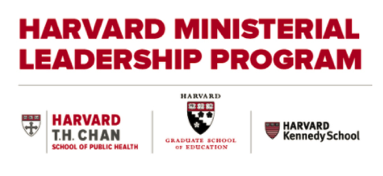 HARVARD MINISTERIAL
LEADERSHIP PROGRAM
HARVARD
T.H. CHAN
SCHOOL OF PUBLIC HEALTH
HARVARD
GRADUATE SCHOOL
OF EDUCATION
HARVARD
Kennedy School